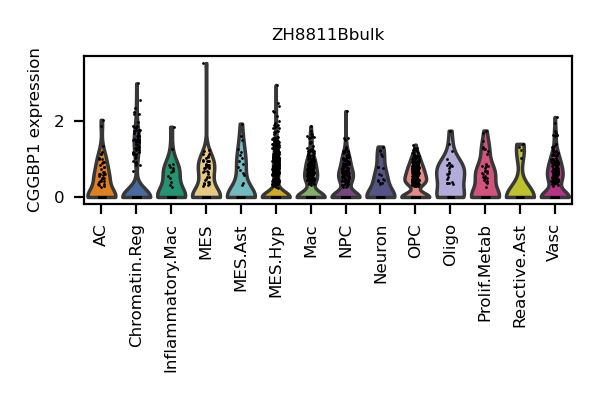 ZH8811Bbulk
CGGBP1 expression
2
0
AC
Chromatin.Reg
Inflammatory.Mac
MES
MES.Ast
MES.Hyp
Mac
NPC
Neuron
OPC
Oligo
Prolif.Metab
Reactive.Ast
Vasc